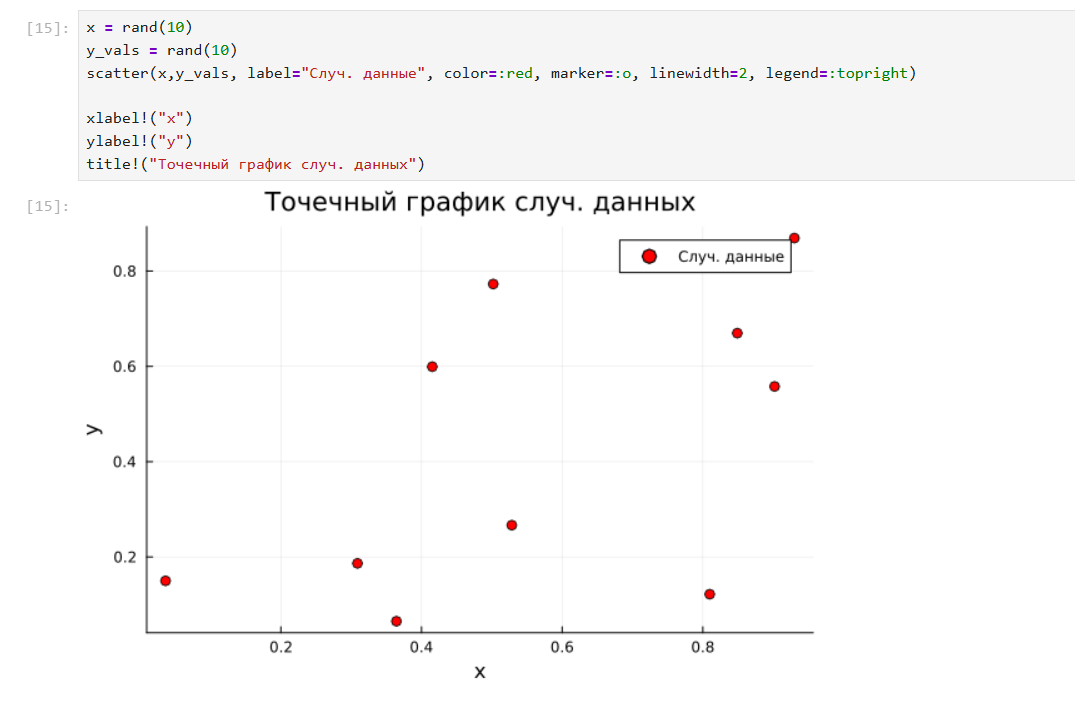 [15]: x = rand(10)
y_vals = rand(10)
scatter(x,y_vals, label="Случ. данные", color=:red, marker=:o, linewidth=2, legend=:topright)
xlabel!("x")
ylabel!("y")
title!("Точечный график случ. данных")
[15]:
Точечный график случ. данных
Случ. данные
0.8
0.6
y
0.4
0.2
0.2 0.4 0.6 0.8
x